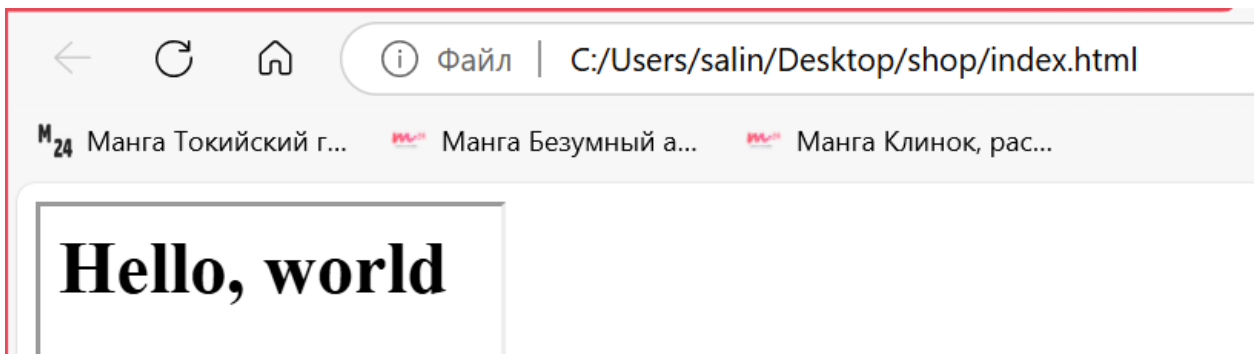 Файл | C:/Users/salin/Desktop/shop/index.html
M24 Манга Токийский г... Манга Безумный а... Манга Клинок, рас...
Hello, world